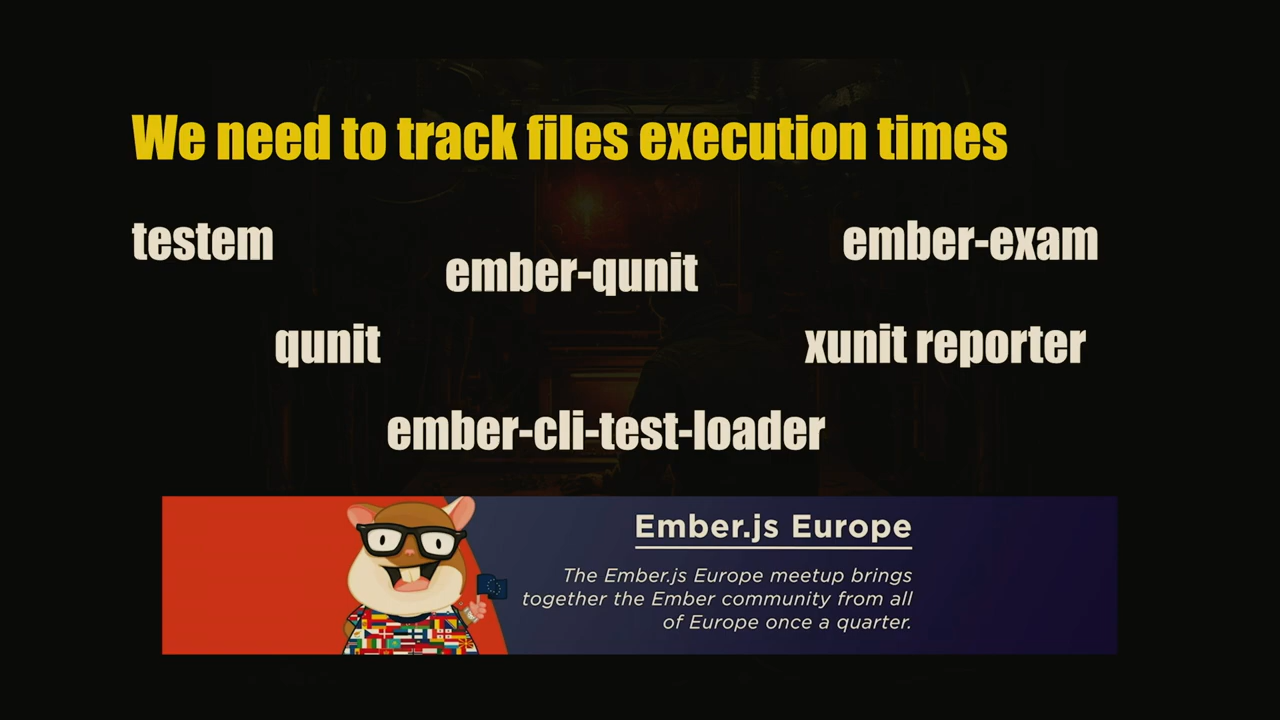 We need to track files execution times
testem
ember-qunit
ember-exam
qunit
xunit reporter
ember-cli-test-loader
Ember.js Europe
The Ember.js Europe meetup brings
together the Ember community from all
of Europe once a quarter.